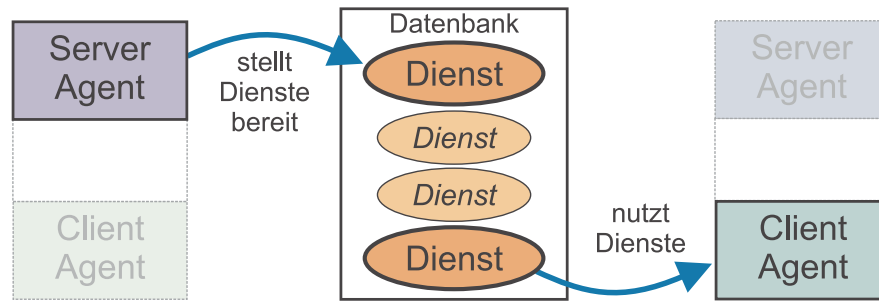 Server
Agent
Client
Agent
stellt
Dienste
bereit
Datenbank
Dienst
Dienst
Dienst
Dienst
nutzt
Dienste
Server
Agent
Client
Agent